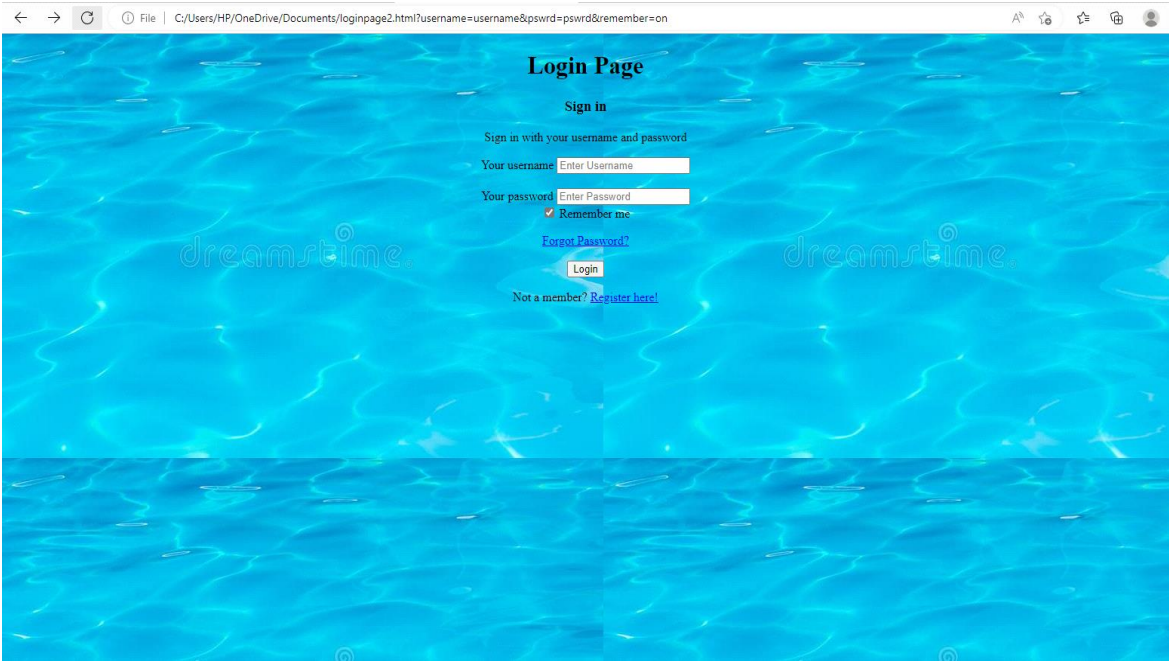 File C:/Users/HP/OneDrive/Documents/loginpage2.html?username=username&pswrd=pswrd&remember=on
Login Page
Sign in
Sign in with your username and password
Your username Enter Username
Your password Enter Password
Remember me
dreamstime dreamstime
Forgot Password?
Login
Not a member? Register here!